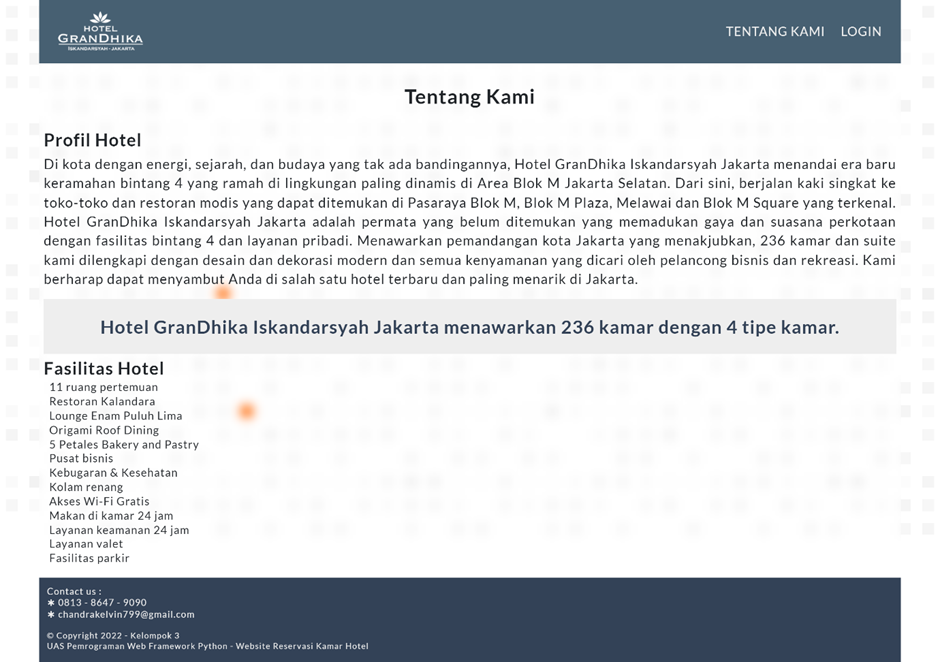 HOTEL
GRANDHIKA
ISKANDARSYAH - JAKARTA
TENTANG KAMI LOGIN
Tentang Kami
Profil Hotel
Di kota dengan energi, sejarah, dan budaya yang tak ada bandingannya, Hotel GranDhika Iskandarsyah Jakarta menandai era baru
keramahan bintang 4 yang ramah di lingkungan paling dinamis di Area Blok M Jakarta Selatan. Dari sini, berjalan kaki singkat ke
toko-toko dan restoran modis yang dapat ditemukan di Pasaraya Blok M, Blok M Plaza, Melawai dan Blok M Square yang terkenal.
Hotel GranDhika Iskandarsyah Jakarta adalah permata yang belum ditemukan yang memadukan gaya dan suasana perkotaan
dengan fasilitas bintang 4 dan layanan pribadi. Menawarkan pemandangan kota Jakarta yang menakjubkan, 236 kamar dan suite
kami dilengkapi dengan desain dan dekorasi modern dan semua kenyamanan yang dicari oleh pelancong bisnis dan rekreasi. Kami
berharap dapat menyambut Anda di salah satu hotel terbaru dan paling menarik di Jakarta.
Hotel GranDhika Iskandarsyah Jakarta menawarkan 236 kamar dengan 4 tipe kamar.
Fasilitas Hotel
11 ruang pertemuan
Restoran Kalandara
Lounge Enam Puluh Lima
Origami Roof Dining
5 Petales Bakery and Pastry
Pusat bisnis
Kebugaran & Kesehatan
Kolam renang
Akses Wi-Fi Gratis
Makan di kamar 24 jam
Layanan keamanan 24 jam
Layanan valet
Fasilitas parkir
Contact us :
✱ 0813 - 8647 - 9090
✱ chandrakelvin799@gmail.com
© Copyright 2022 - Kelompok 3
UAS Pemrograman Web Framework Python - Website Reservasi Kamar Hotel